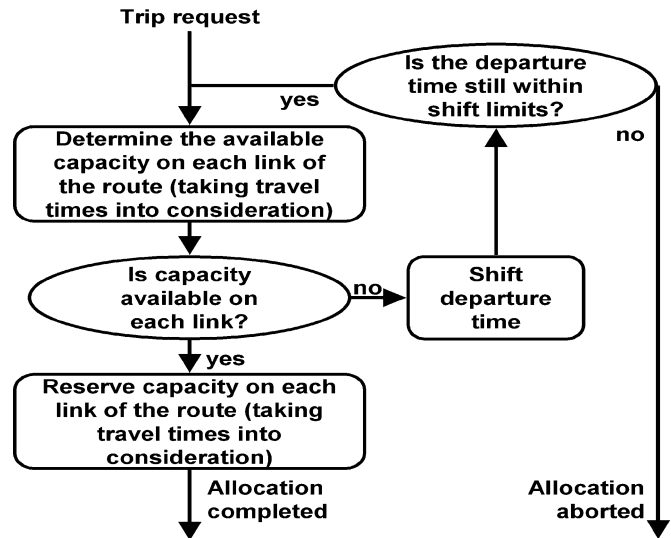 Trip request
Is the departure
time still within
shift limits?
yes
no
Determine the available
capacity on each link of
the route (taking travel
times into consideration)
Is capacity
available on
each link?
no
Shift
departure
time
yes
Reserve capacity on each
link of the route (taking
travel times into
consideration)
Allocation
completed
Allocation
aborted